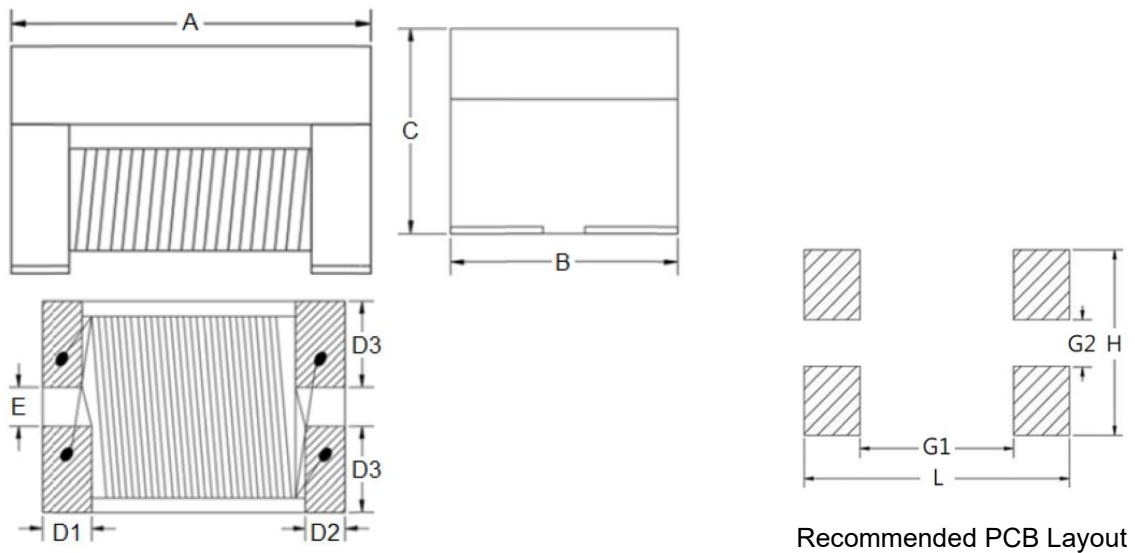 A
C
B
D3
E
D3
D1
D2
G2 H
G1
L
Recommended PCB Layout